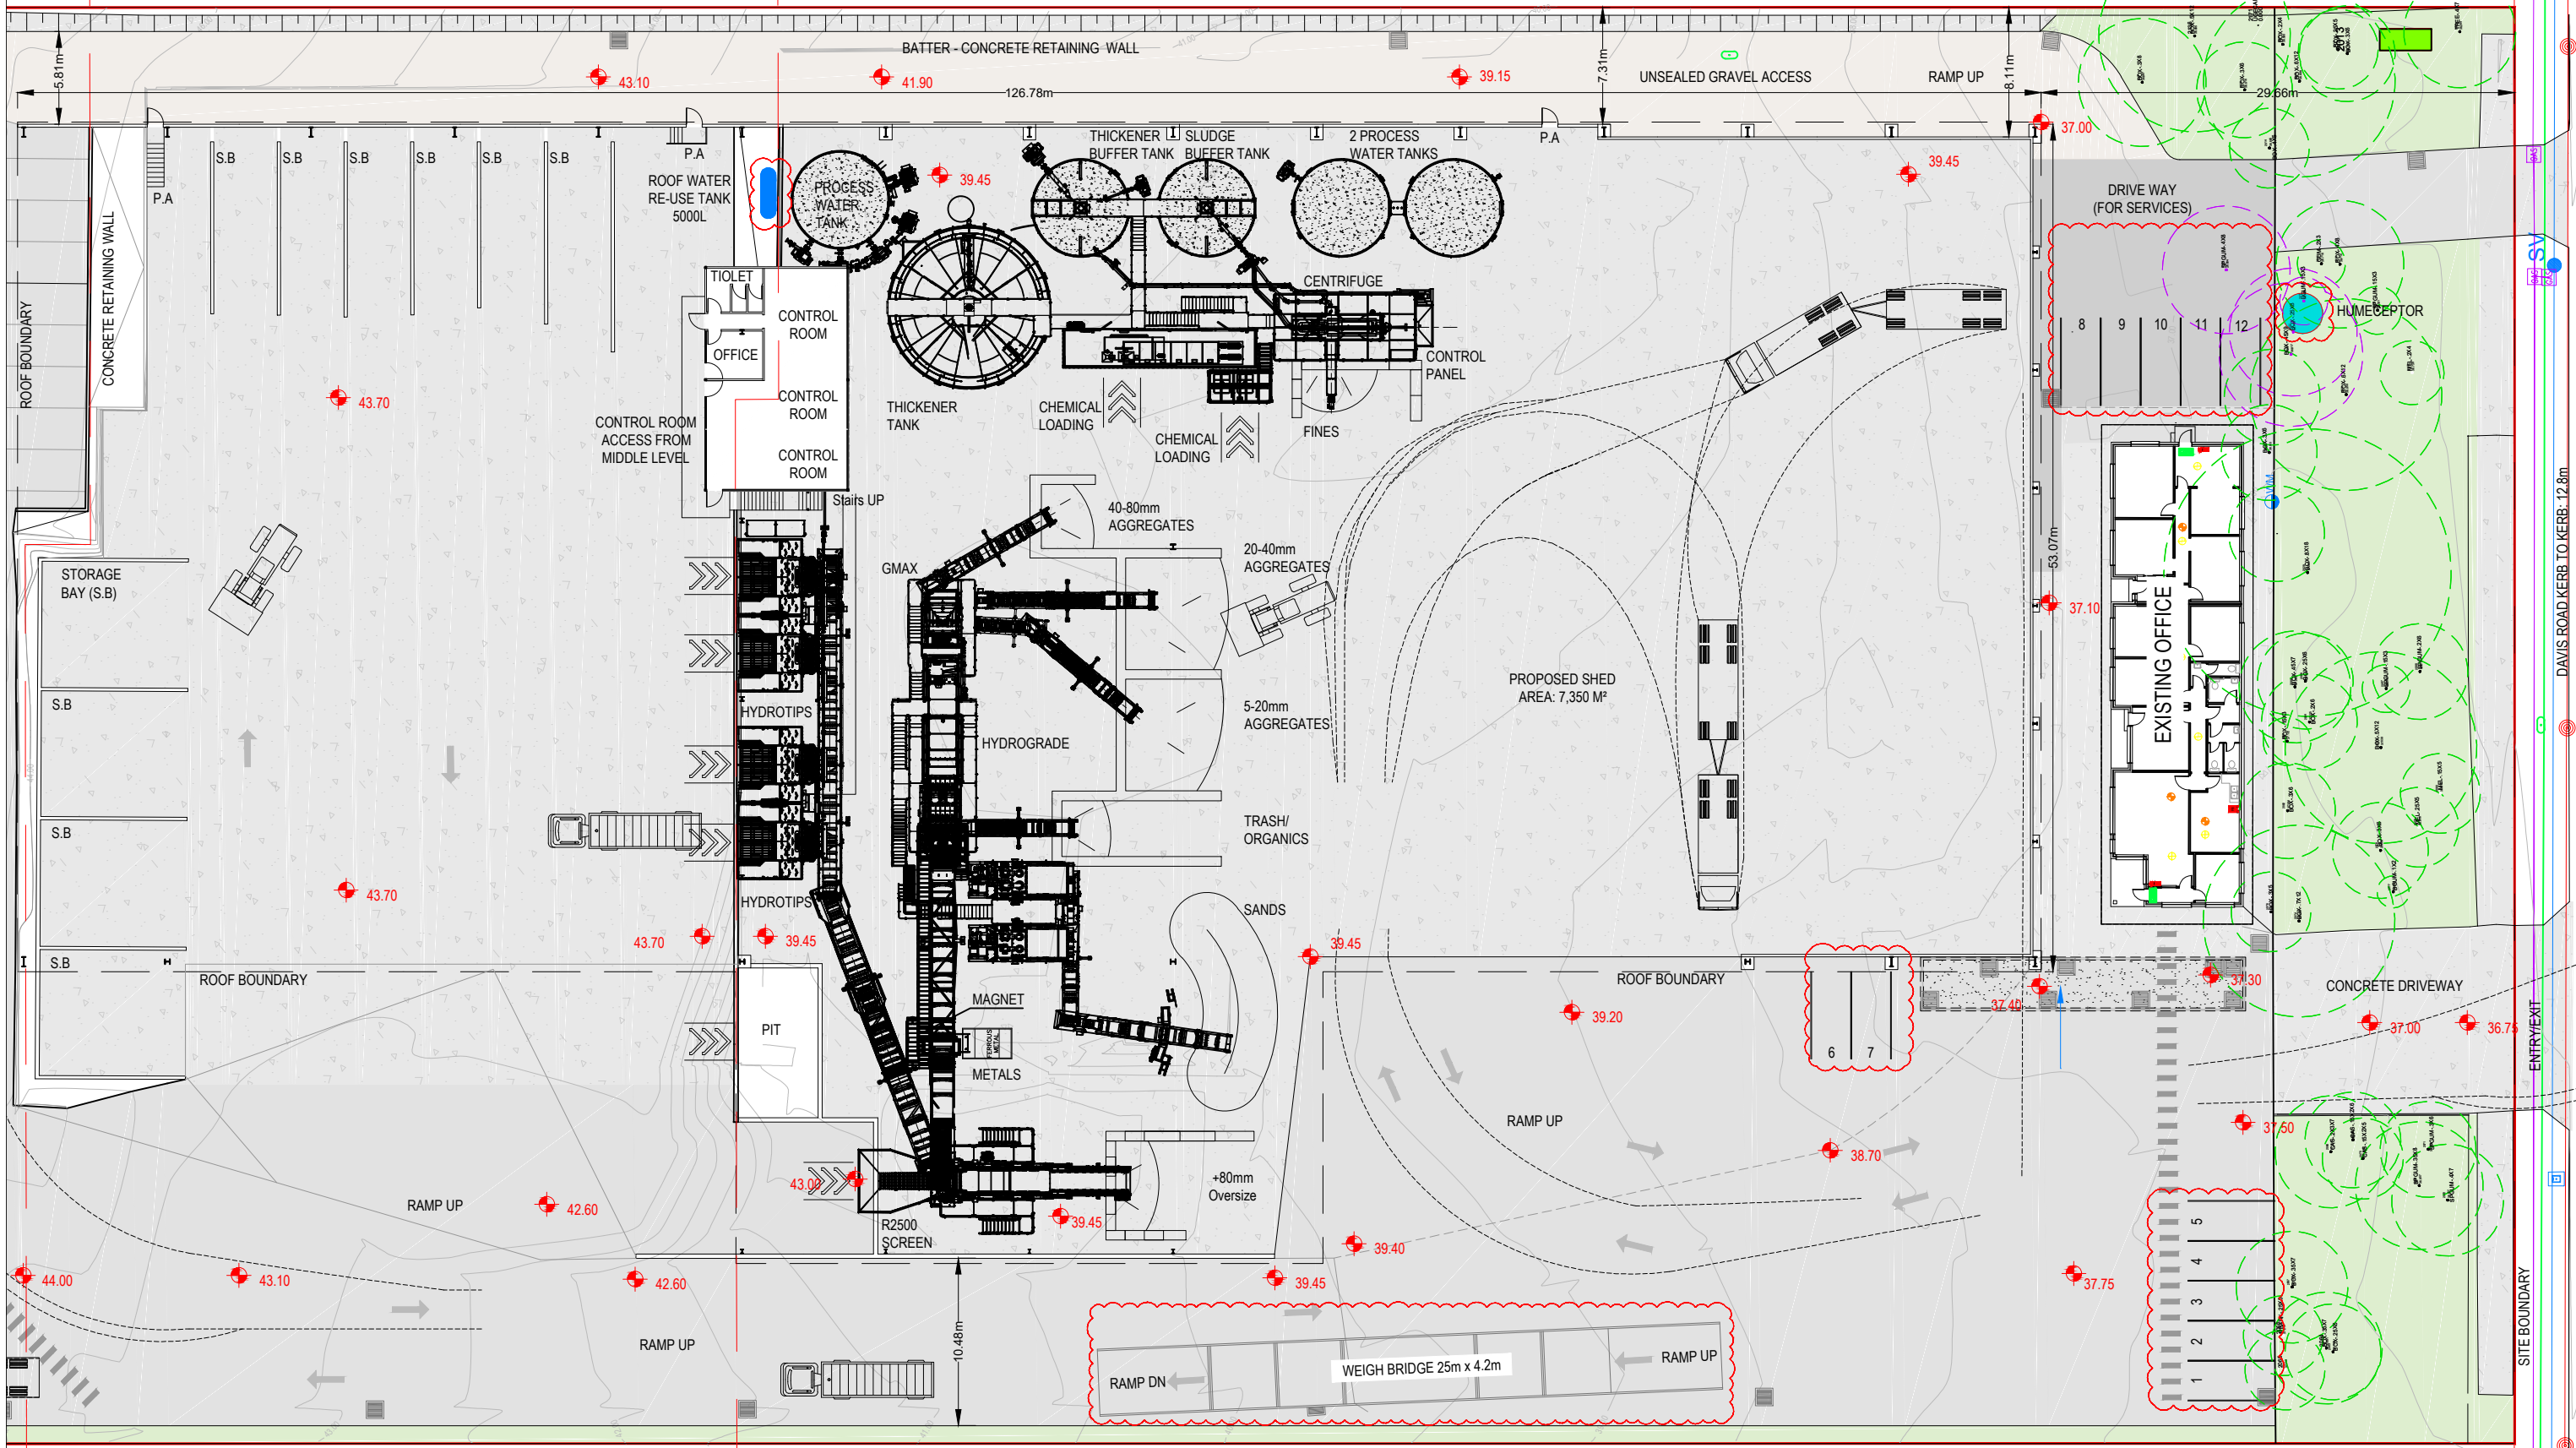 BATTER - CONCRETE RETAINING  WALL
UNSEALED GRAVEL ACCESS
RAMP UP
5.81m
126.78m
7.31m
8.11m
29.66m
43.10
41.90
39.15
37.00
39.45
39.45
P.A
S.B
S.B
S.B
S.B
S.B
S.B
P.A
P.A
ROOF WATER
RE-USE TANK
5000L
PROCESS
WATER
TANK
THICKENER
BUFFER TANK
SLUDGE
BUFFER TANK
2 PROCESS
WATER TANKS
DRIVE WAY
(FOR SERVICES)
ROOF BOUNDARY
CONCRETE RETAINING WALL
TIOLET
OFFICE
CONTROL
ROOM
CONTROL
ROOM
CONTROL
ROOM
CONTROL ROOM
ACCESS FROM
MIDDLE LEVEL
Stairs UP
THICKENER
TANK
CENTRIFUGE
CONTROL
PANEL
CHEMICAL
LOADING
CHEMICAL
LOADING
FINES
8
9
10
11
12
HUMECEPTOR
SV
43.70
40-80mm
AGGREGATES
20-40mm
AGGREGATES
5-20mm
AGGREGATES
GMAX
STORAGE
BAY (S.B)
S.B
S.B
S.B
HYDROTIPS
HYDROGRADE
TRASH/
ORGANICS
SANDS
HYDROTIPS
PROPOSED SHED
AREA: 7,350 M²
53.07m
37.10
EXISTING OFFICE
DAVIS ROAD KERB TO KERB: 12.8m
43.70
43.70
39.45
39.45
ROOF BOUNDARY
ROOF BOUNDARY
PIT
MAGNET
FERROUS
METAL
METALS
39.20
6
7
37.40
37.30
CONCRETE DRIVEWAY
37.00
36.75
ENTRY/EXIT
RAMP UP
38.70
37.50
RAMP UP
42.60
43.00
R2500
SCREEN
39.45
+80mm
Oversize
39.40
39.45
44.00
43.10
42.60
RAMP UP
10.48m
RAMP DN
WEIGH BRIDGE 25m x 4.2m
RAMP UP
37.75
5
4
3
2
1
SITE BOUNDARY